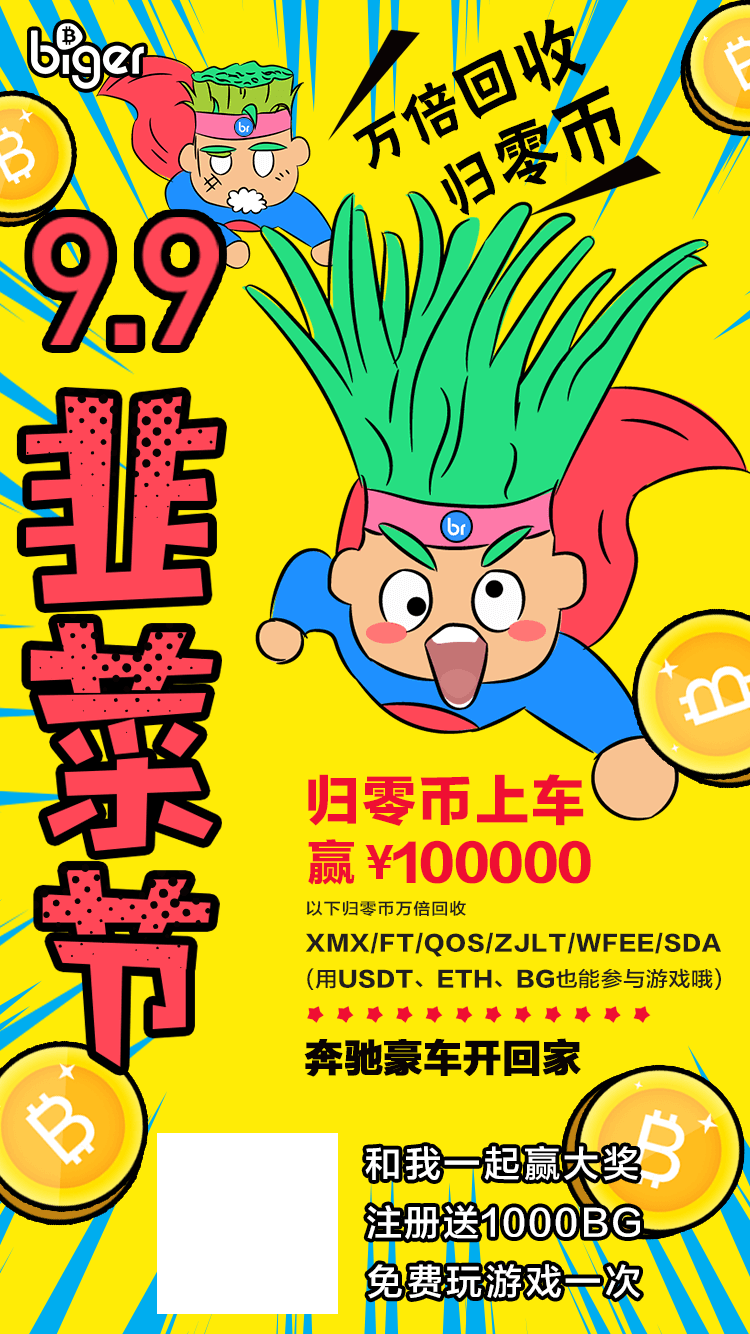 biger
万倍回收
归零币
br
9.9
韭菜节
br
归零币上车
赢¥100000
以下归零币万倍回收
XMX/FT/QOS/ZJLT/WFEE/SDA
(用USDT、ETH、BG也能参与游戏哦)
奔驰豪车开回家
和我一起赢大奖
注册送1000BG
免费玩游戏一次